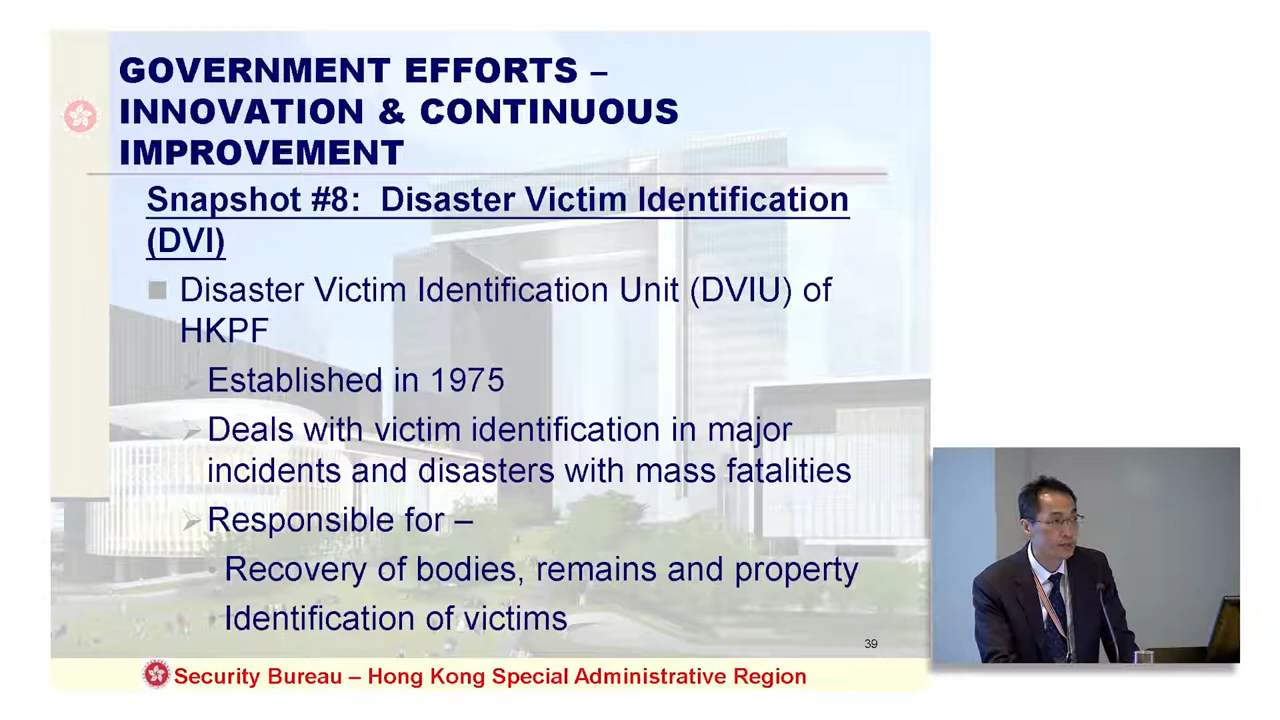 GOVERNMENT EFFORTS –
INNOVATION & CONTINUOUS
IMPROVEMENT
Snapshot #8: Disaster Victim Identification
(DVI)
Disaster Victim Identification Unit (DVIU) of
HKPF
Established in 1975
Deals with victim identification in major
incidents and disasters with mass fatalities
Responsible for –
Recovery of bodies, remains and property
Identification of victims
39
Security Bureau – Hong Kong Special Administrative Region